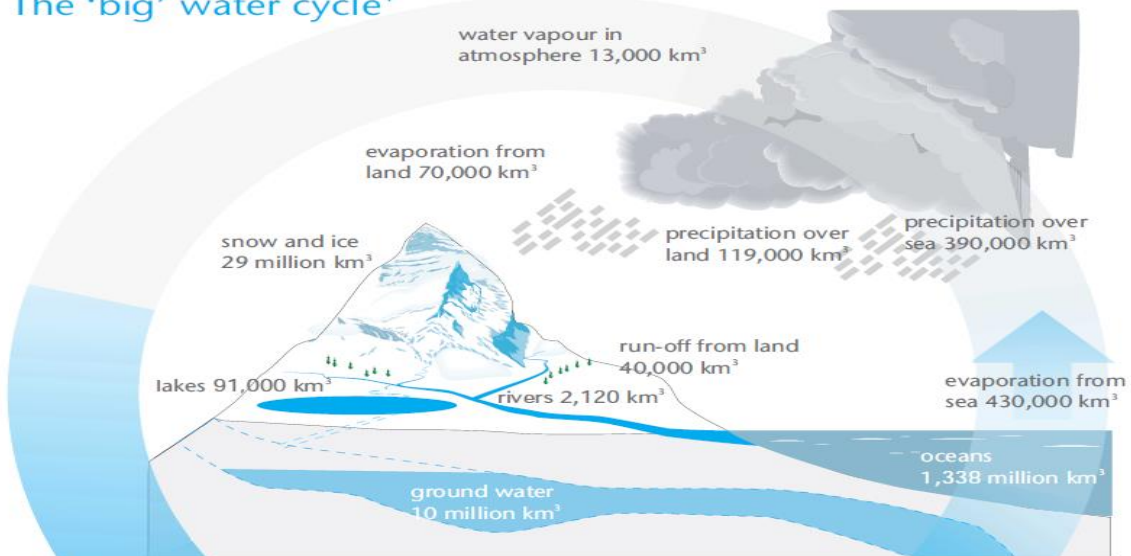 The ‘big’ water cycle¹
water vapour in
atmosphere 13,000 km³
evaporation from
land 70,000 km³
snow and ice
29 million km³
precipitation over
land 119,000 km³
precipitation over
sea 390,000 km³
run-off from land
40,000 km³
lakes 91,000 km³
rivers 2,120 km³
evaporation from
sea 430,000 km³
oceans
1,338 million km³
ground water
10 million km³